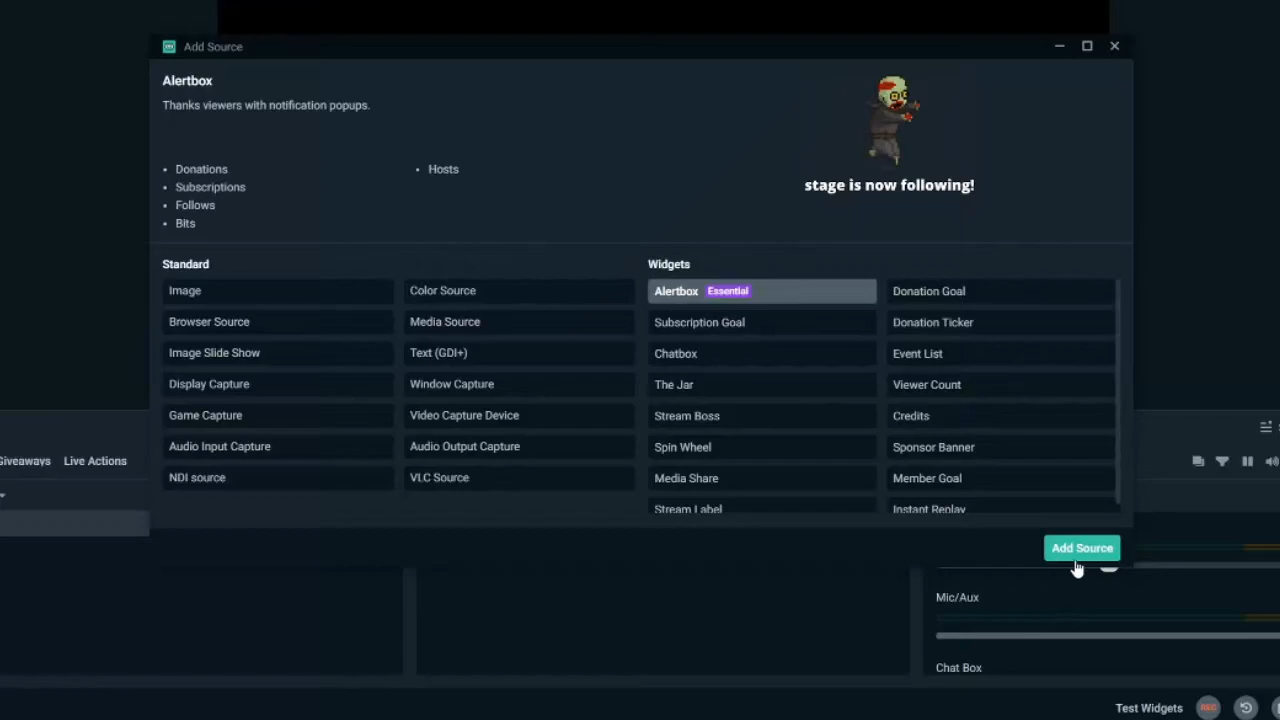 Add Source
Alertbox
Thanks viewers with notification popups.
• Donations
• Subscriptions
• Follows
• Bits
• Hosts
stage is now following!
Standard
Image
Color Source
Browser Source
Media Source
Image Slide Show
Text (GDI+)
Display Capture
Window Capture
Game Capture
Video Capture Device
Audio Input Capture
Audio Output Capture
NDI source
VLC Source
Widgets
Alertbox Essential
Donation Goal
Subscription Goal
Donation Ticker
Chatbox
Event List
The Jar
Viewer Count
Stream Boss
Credits
Spin Wheel
Sponsor Banner
Media Share
Member Goal
Stream Label
Instant Replay
Add Source
Giveaways
Live Actions
Mic/Aux
Chat Box
Test Widgets
REC